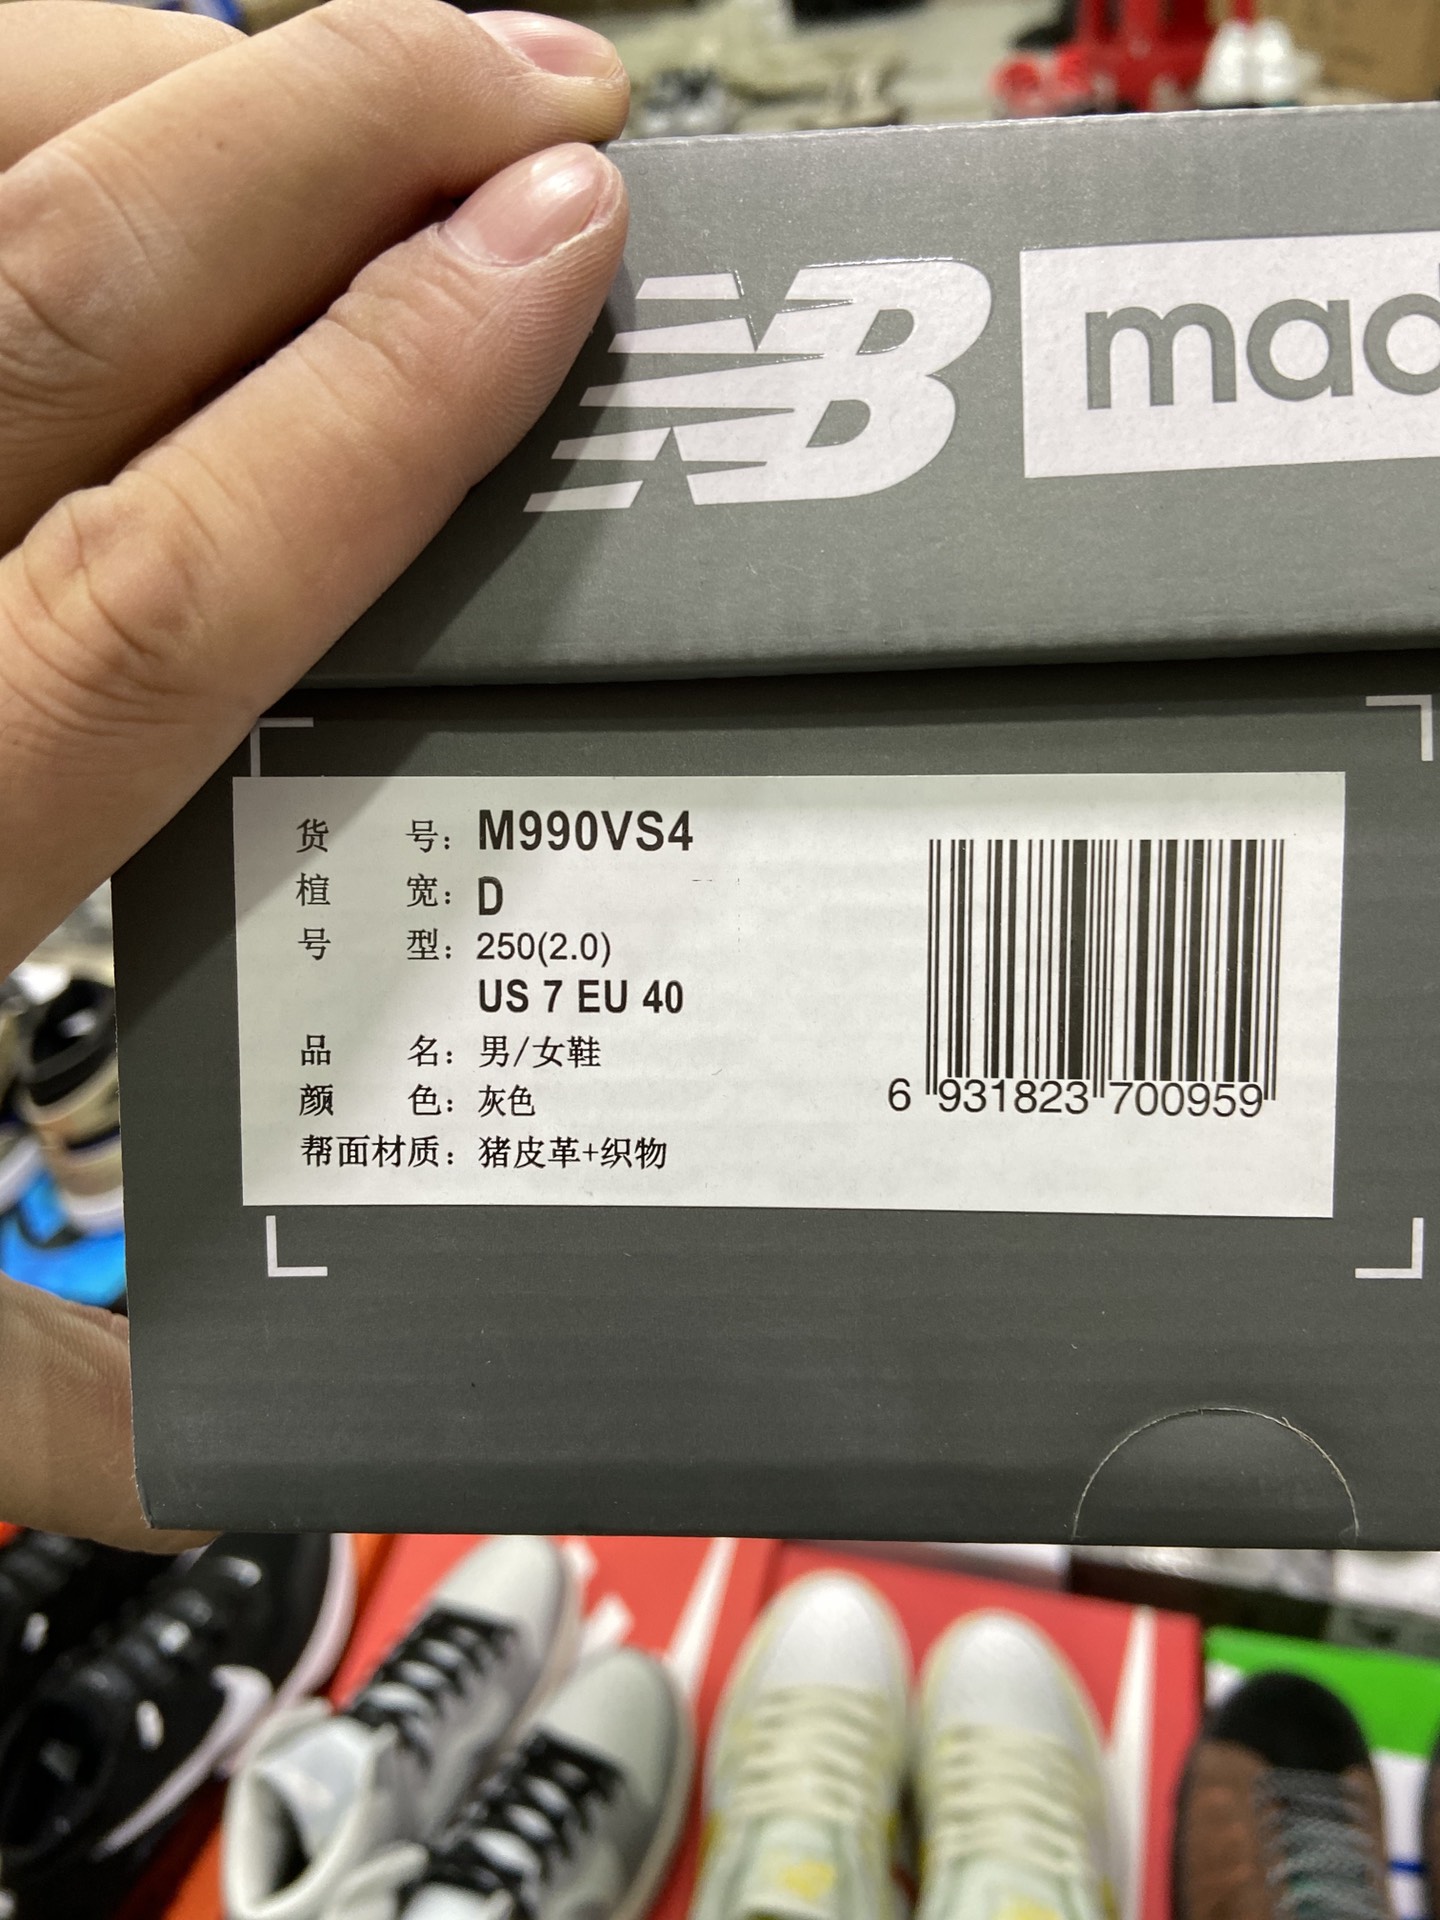 NB mad
货 号: M990VS4
楦 宽: D
号 型: 250(2.0)
US 7 EU 40
品 名: 男/女鞋
颜 色: 灰色
帮面材质: 猪皮革+织物
6 931823 700959